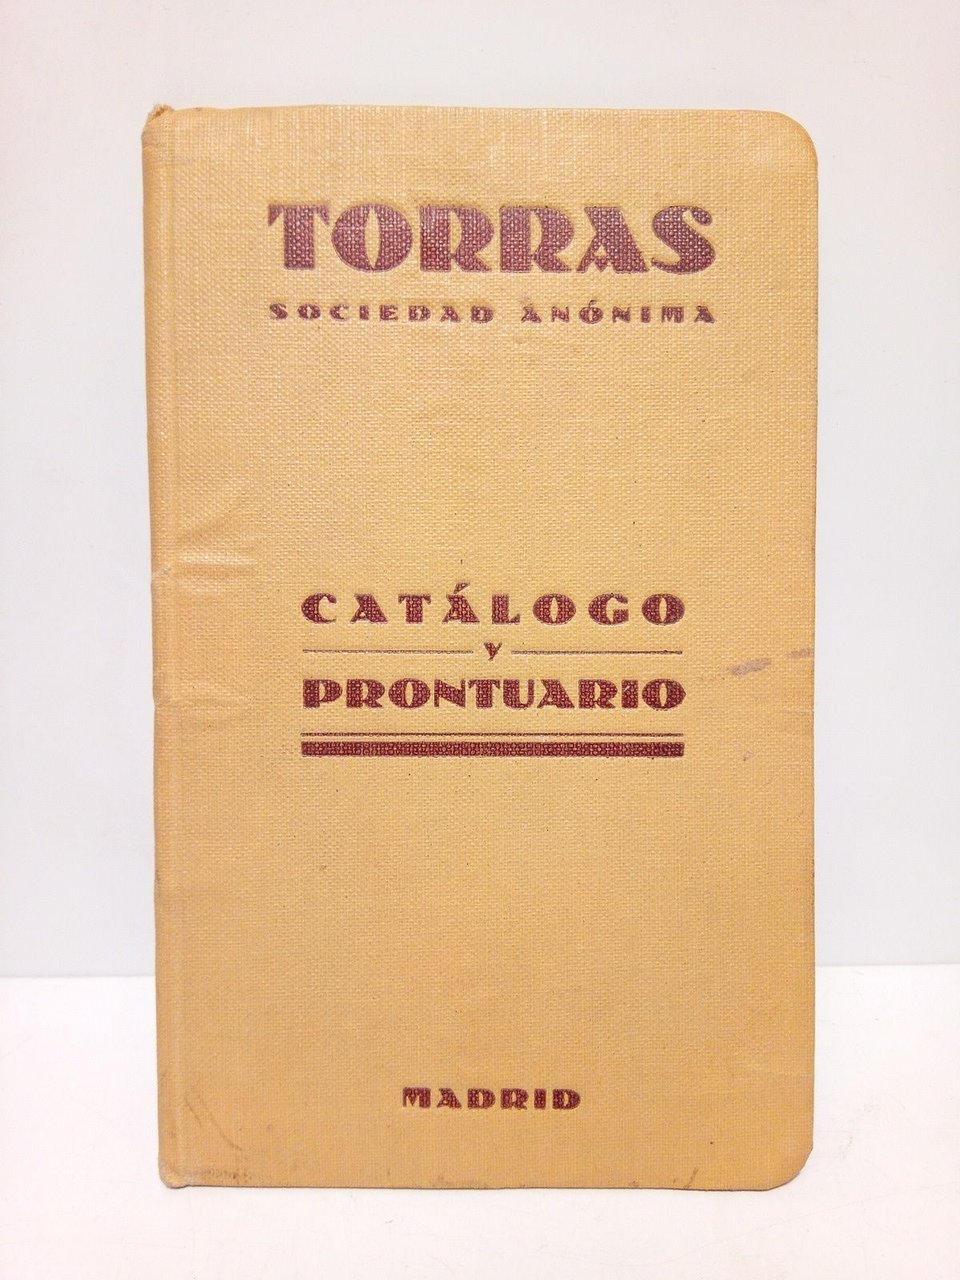 TORRAS
SOCIEDAD ANÓNIMA
CATÁLOGO
Y
PRONTUARIO
MADRID